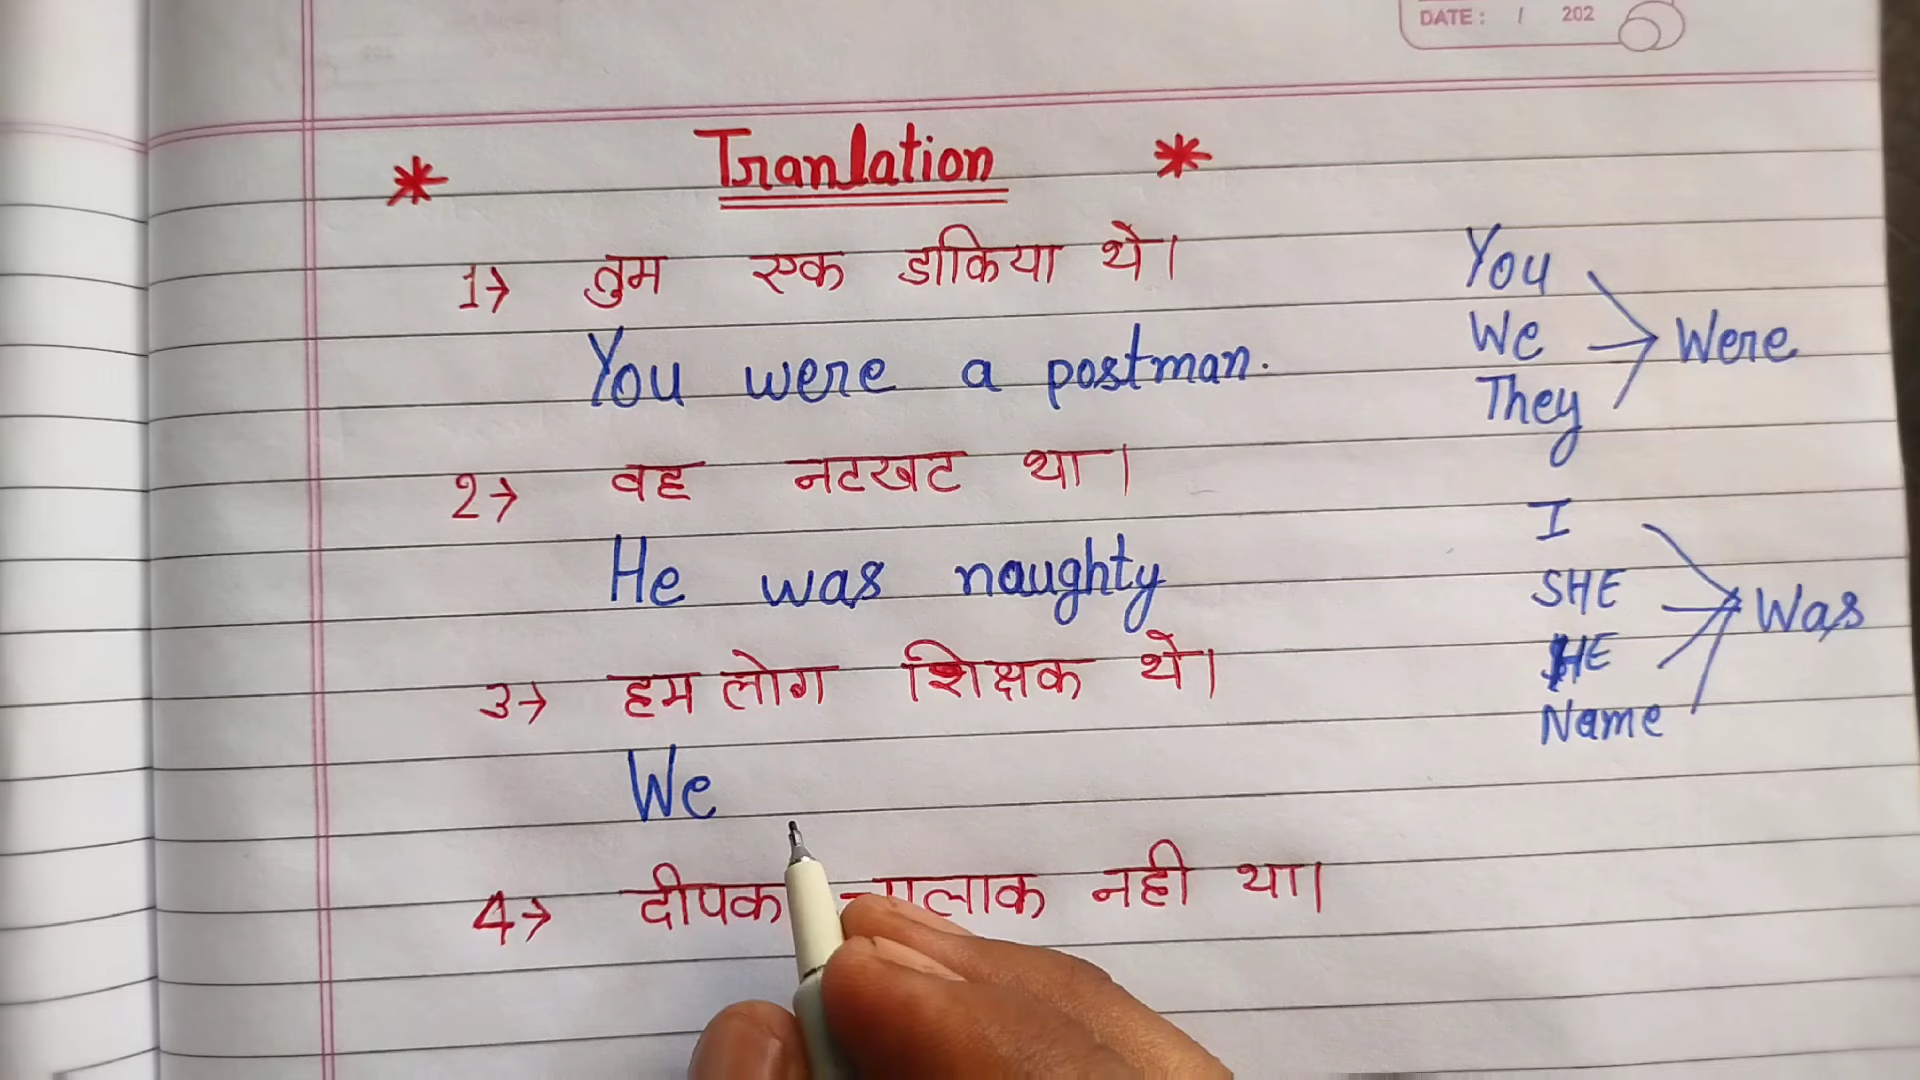 DATE : / 202
* Tranlation *
1→ तुम एक डाकिया थे।
You were a postman.
2→ वह नटखट था।
He was naughty
3→ हम लोग शिक्षक थे।
We
4→ दीपक चालाक नही था।
You
We
They
Were
I
SHE
HE
Name
Was